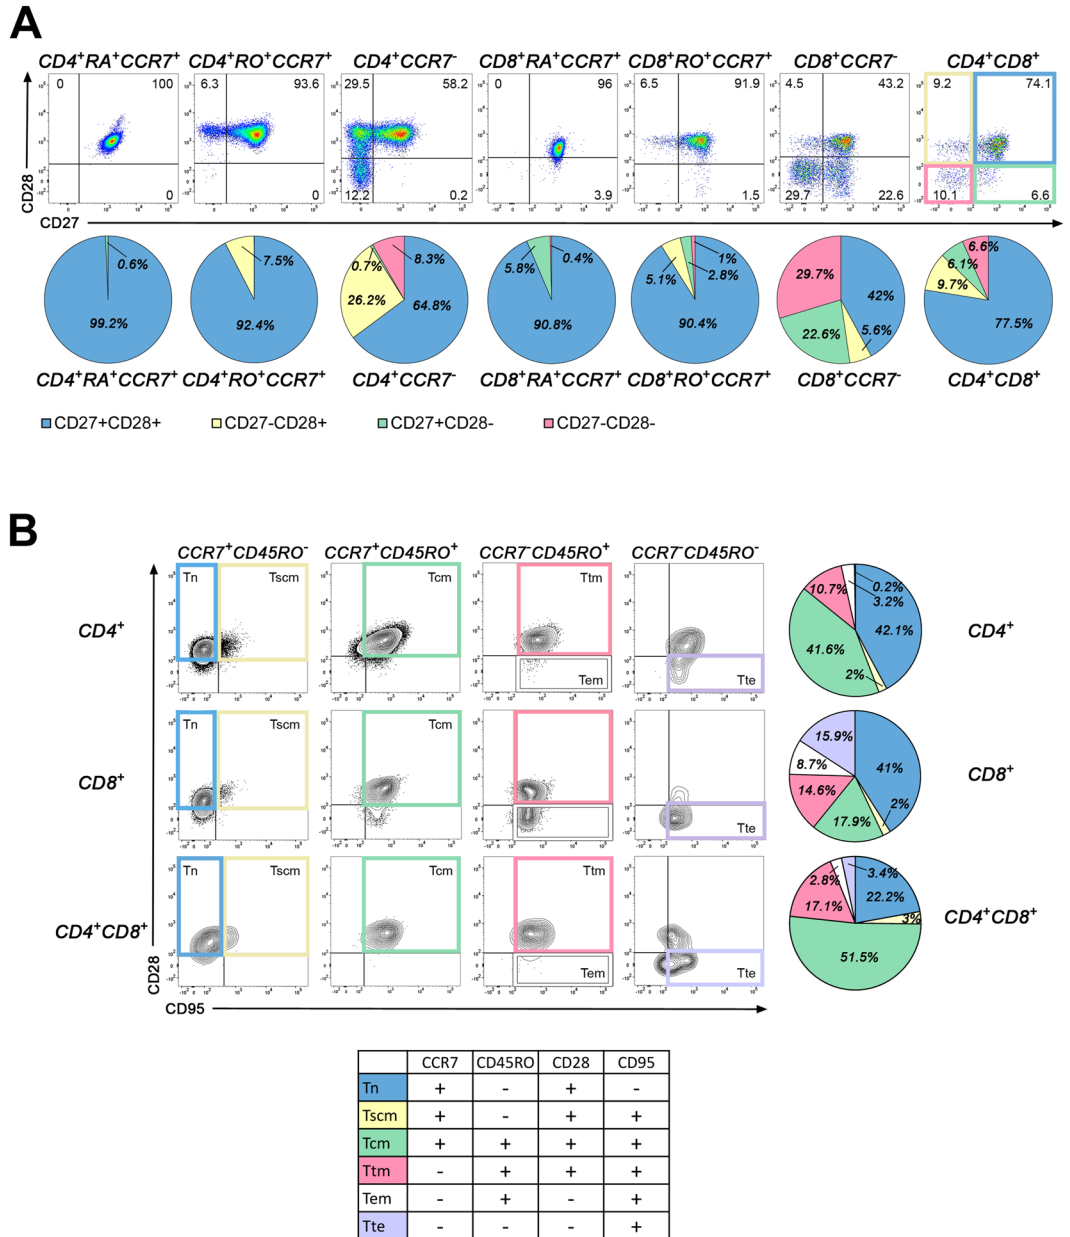 A
CD4+RA+CCR7+ CD4+RO+CCR7+ CD4+CCR7- CD8+RA+CCR7+ CD8+RO+CCR7+ CD8+CCR7- CD4+CD8+
0 100 6.3 93.6 29.5 58.2 0 96 6.5 91.9 4.5 43.2 9.2 74.1
0 0 12.2 0.2 3.9 1.5 29.7 22.6 10.1 6.6
CD28
CD27
0.6% 99.2%
7.5% 92.4%
0.7% 8.3% 26.2% 64.8%
5.8% 0.4% 90.8%
5.1% 1% 2.8% 90.4%
29.7% 42% 22.6% 5.6%
6.6% 6.1% 9.7% 77.5%
CD4+RA+CCR7+ CD4+RO+CCR7+ CD4+CCR7- CD8+RA+CCR7+ CD8+RO+CCR7+ CD8+CCR7- CD4+CD8+
CD27+CD28+ CD27-CD28+ CD27+CD28- CD27-CD28-
B
CCR7+CD45RO- CCR7+CD45RO+ CCR7-CD45RO+ CCR7-CD45RO-
CD4+
Tn Tscm Tcm Ttm Tem Tte
10.7% 0.2% 3.2% 42.1% 41.6% 2%
CD4+
CD8+
Tn Tscm Tcm Tte
15.9% 8.7% 41% 14.6% 17.9% 2%
CD8+
CD4+CD8+
Tn Tscm Tcm Ttm Tem Tte
2.8% 3.4% 22.2% 17.1% 3% 51.5%
CD4+CD8+
CD28
CD95
CCR7 CD45RO CD28 CD95
Tn + - + -
Tscm + - + +
Tcm + + + +
Ttm - + + +
Tem - + - +
Tte - - - +